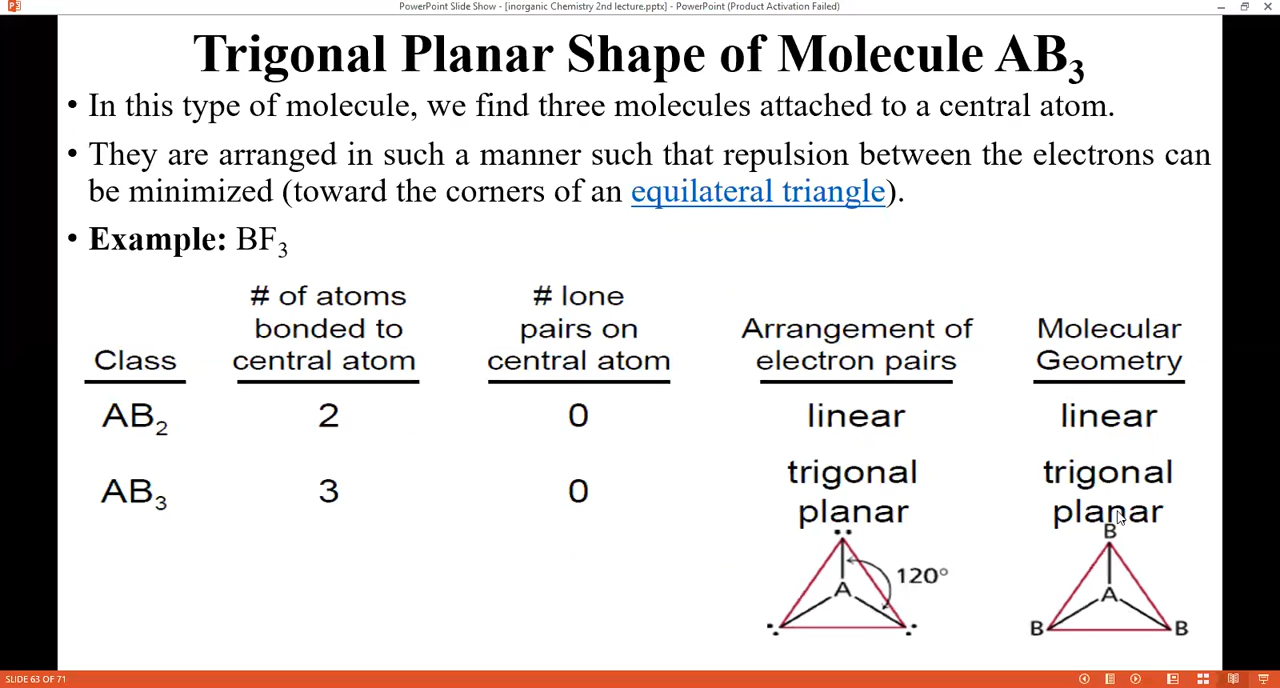 PowerPoint Slide Show - [inorganic Chemistry 2nd lecture.pptx] - PowerPoint (Product Activation Failed)
Trigonal Planar Shape of Molecule AB₃
• In this type of molecule, we find three molecules attached to a central atom.
• They are arranged in such a manner such that repulsion between the electrons can
be minimized (toward the corners of an equilateral triangle).
• Example: BF₃
Class
# of atoms
bonded to
central atom
# lone
pairs on
central atom
Arrangement of
electron pairs
Molecular
Geometry
AB₂ 2 0 linear linear
AB₃ 3 0 trigonal planar trigonal planar
A 120°
B
A
B B
SLIDE 63 OF 71